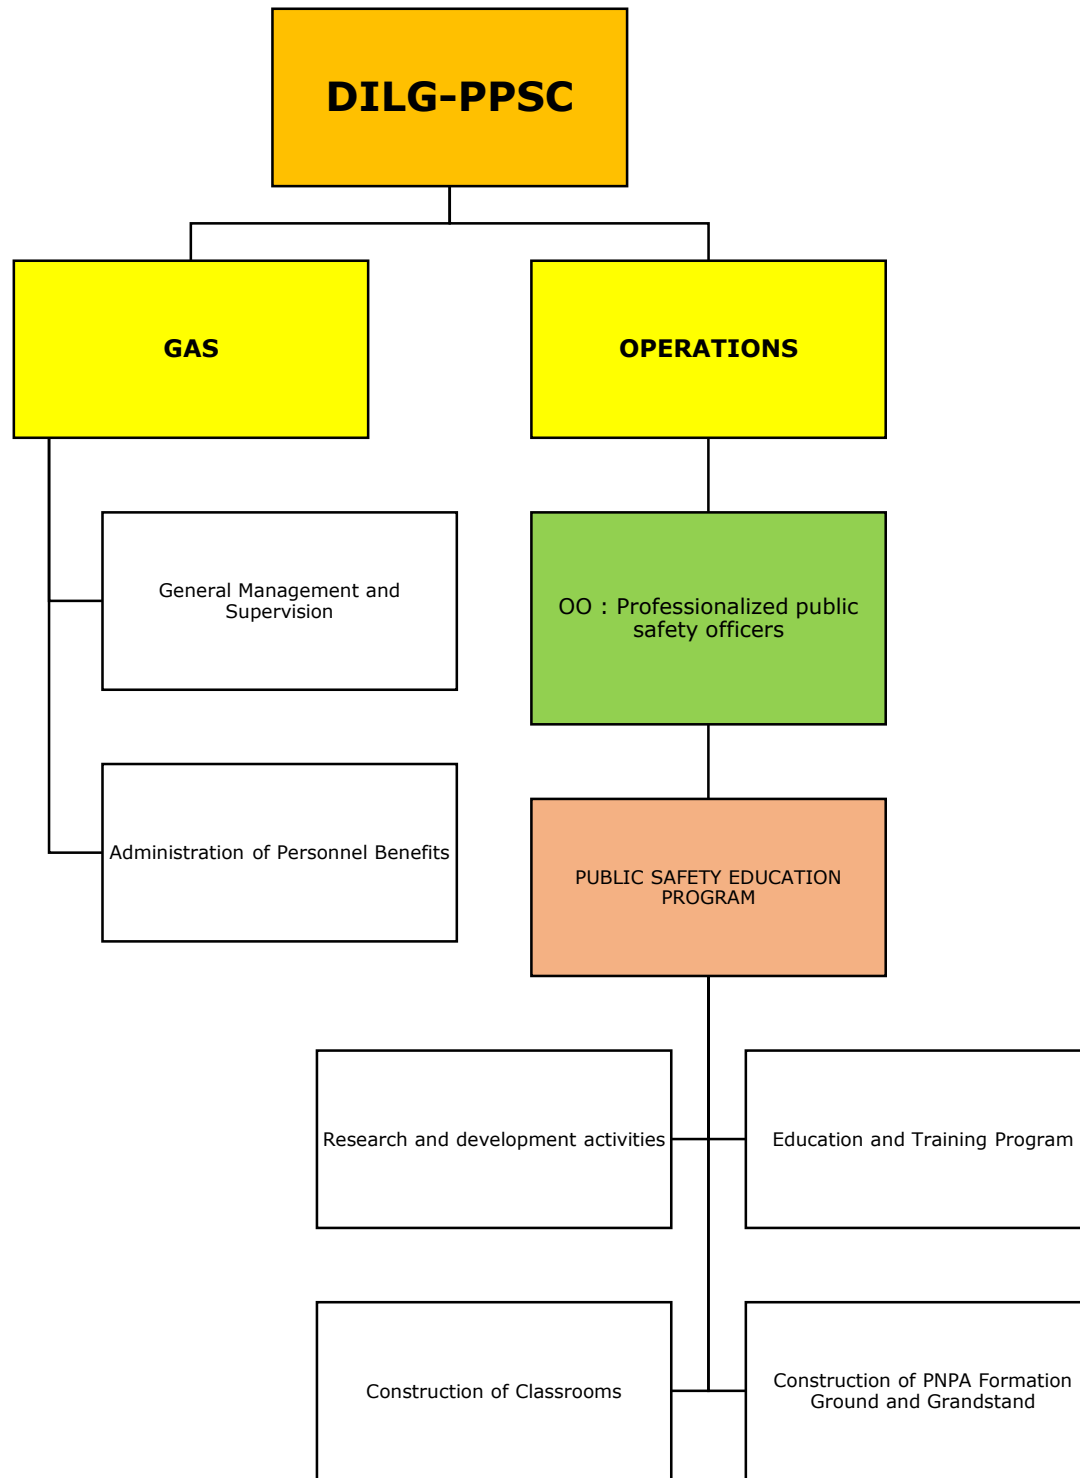 DILG-PPSC
GAS
OPERATIONS
General Management and
Supervision
OO : Professionalized public
safety officers
Administration of Personnel Benefits
PUBLIC SAFETY EDUCATION
PROGRAM
Research and development activities
Education and Training Program
Construction of Classrooms
Construction of PNPA Formation
Ground and Grandstand